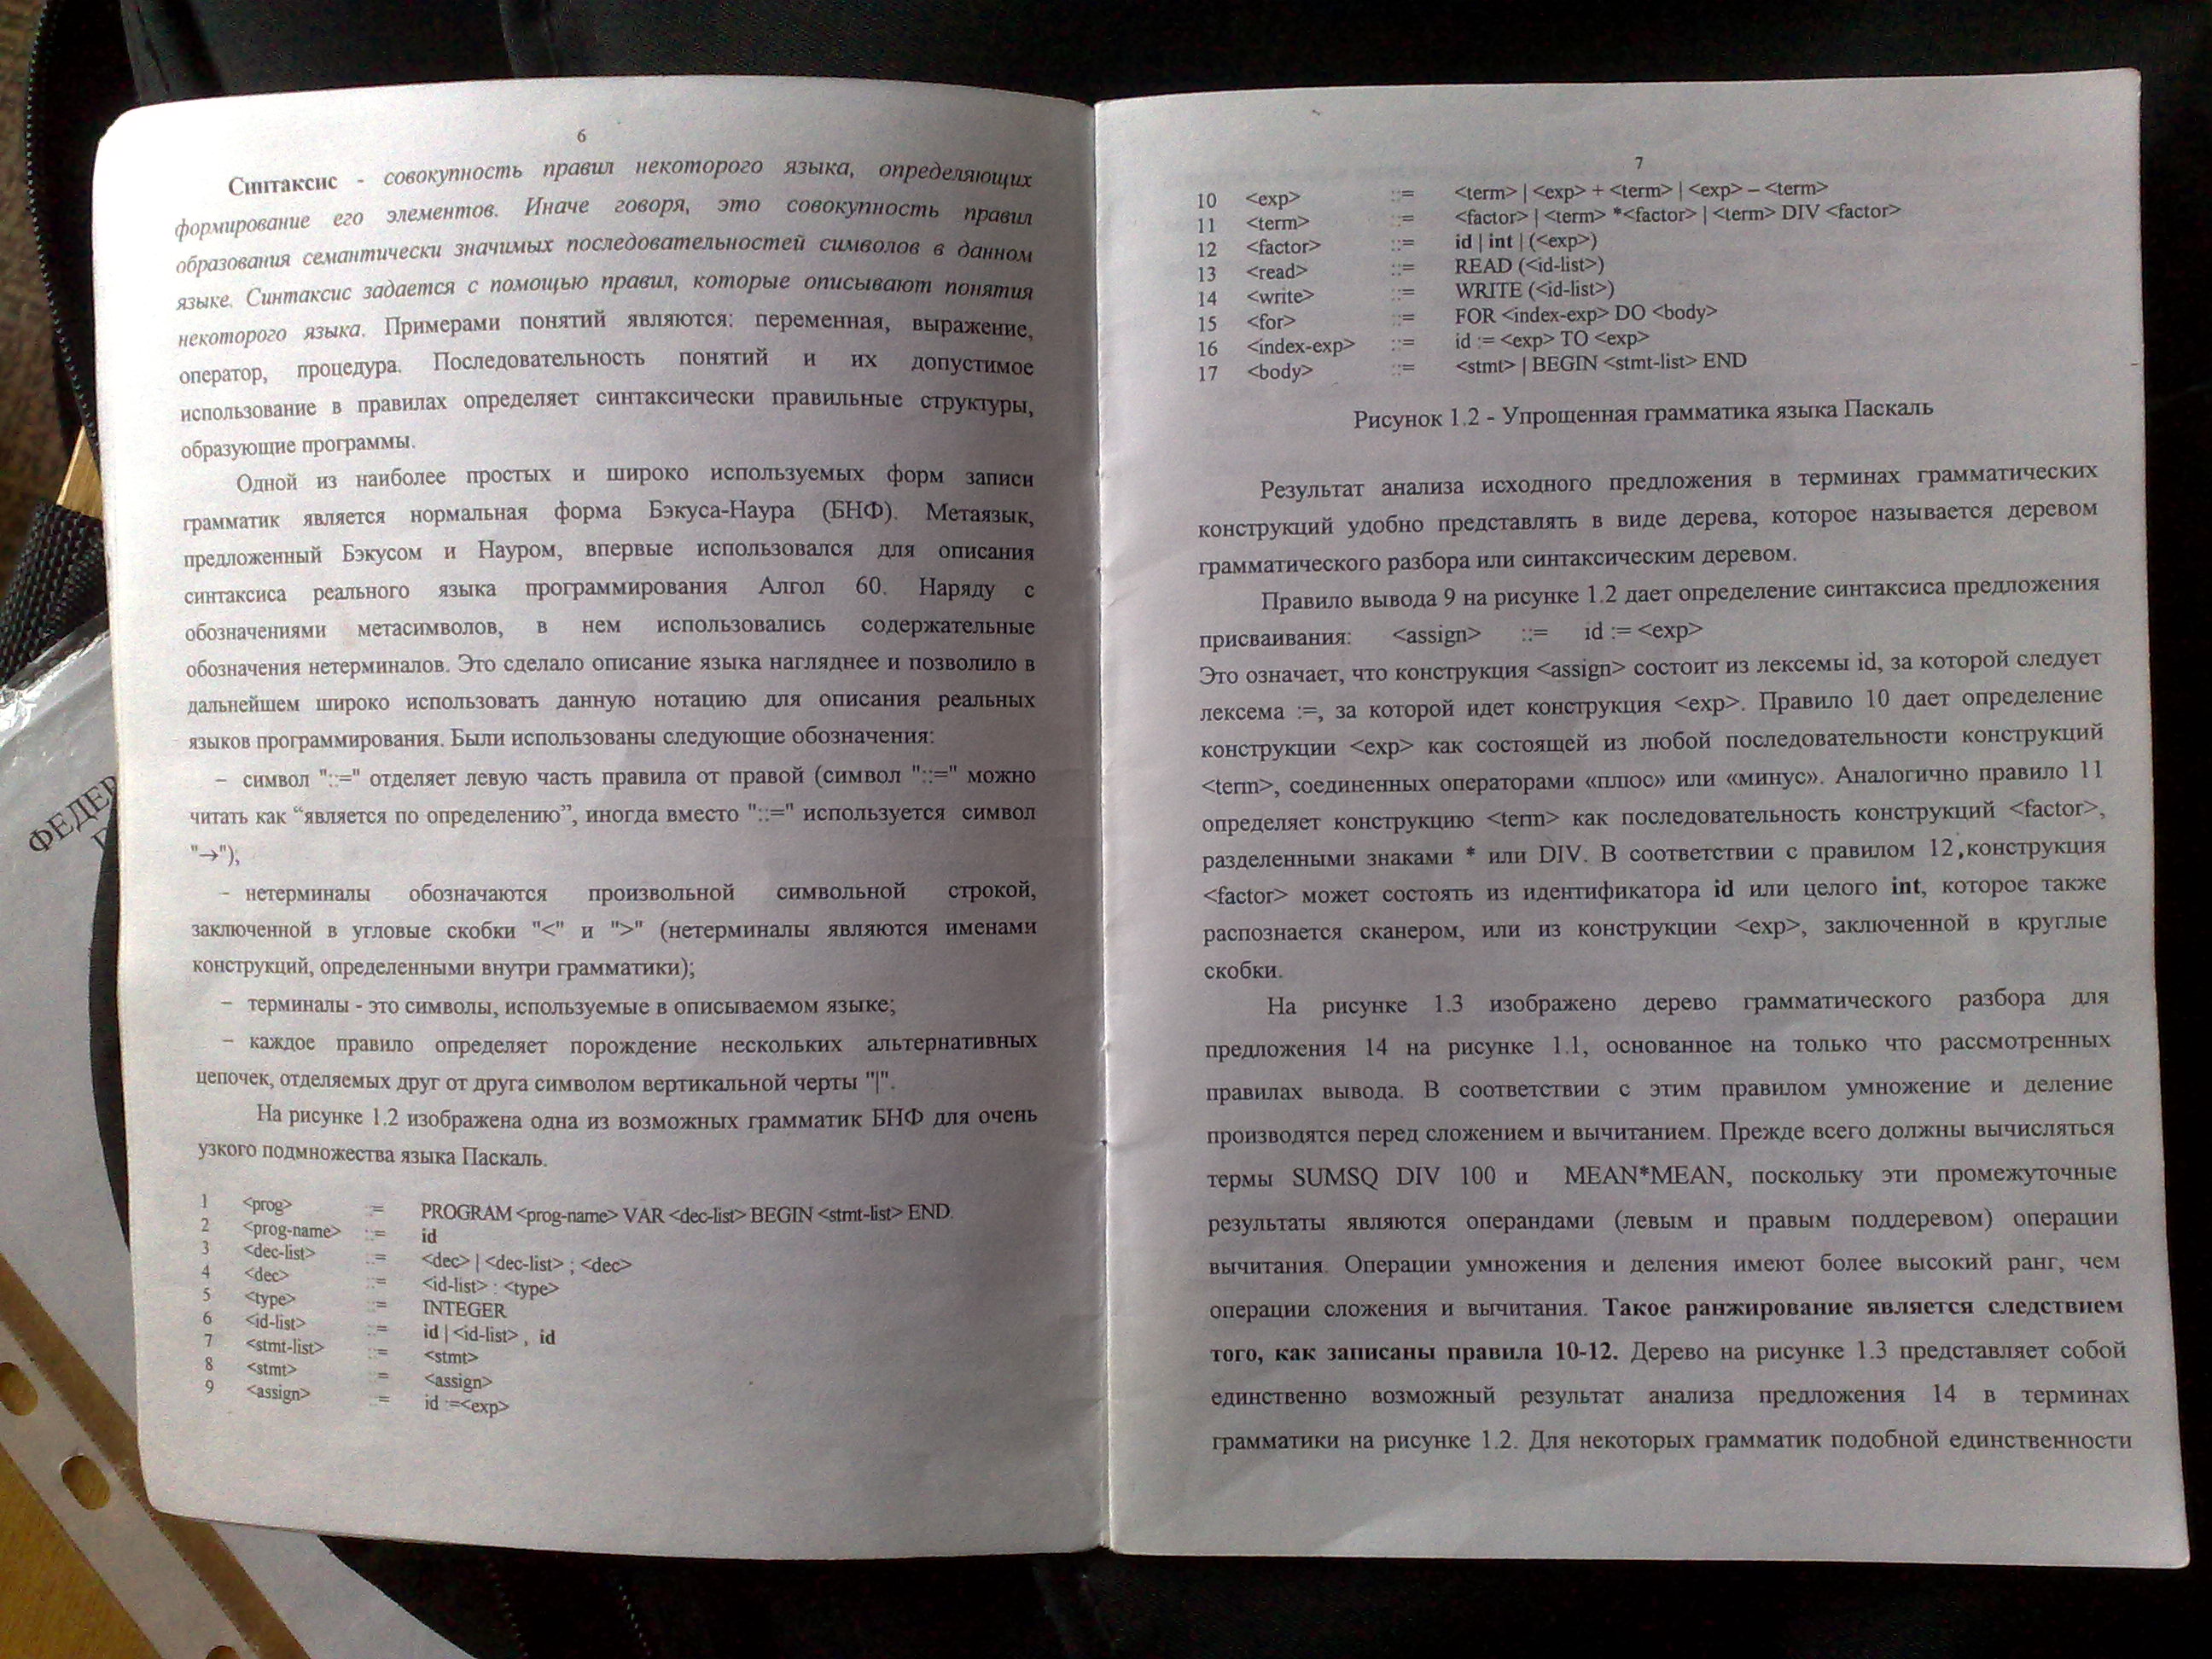 6
Синтаксис - совокупность правил некоторого языка, определяющих
формирование его элементов. Иначе говоря, это совокупность правил
образования семантически значимых последовательностей символов в данном
языке. Синтаксис задается с помощью правил, которые описывают понятия
некоторого языка. Примерами понятий являются: переменная, выражение,
оператор, процедура. Последовательность понятий и их допустимое
использование в правилах определяет синтаксически правильные структуры,
образующие программы.
Одной из наиболее простых и широко используемых форм записи
грамматик является нормальная форма Бэкуса-Наура (БНФ). Метаязык,
предложенный Бэкусом и Науром, впервые использовался для описания
синтаксиса реального языка программирования Алгол 60. Наряду с
обозначениями метасимволов, в нем использовались содержательные
обозначения нетерминалов. Это сделало описание языка нагляднее и позволило в
дальнейшем широко использовать данную нотацию для описания реальных
языков программирования. Были использованы следующие обозначения:
– символ "::=" отделяет левую часть правила от правой (символ "::=" можно
читать как “является по определению”, иногда вместо "::=" используется символ
"→");
– нетерминалы обозначаются произвольной символьной строкой,
заключенной в угловые скобки "<" и ">" (нетерминалы являются именами
конструкций, определенными внутри грамматики);
– терминалы - это символы, используемые в описываемом языке;
– каждое правило определяет порождение нескольких альтернативных
цепочек, отделяемых друг от друга символом вертикальной черты "|".
На рисунке 1.2 изображена одна из возможных грамматик БНФ для очень
узкого подмножества языка Паскаль.
1 <prog> ::= PROGRAM <prog-name> VAR <dec-list> BEGIN <stmt-list> END.
2 <prog-name> ::= id
3 <dec-list> ::= <dec> | <dec-list> ; <dec>
4 <dec> ::= <id-list> : <type>
5 <type> ::= INTEGER
6 <id-list> ::= id | <id-list> , id
7 <stmt-list> ::= <stmt>
8 <stmt> ::= <assign>
9 <assign> ::= id :=<exp>
7
10 <exp> ::= <term> | <exp> + <term> | <exp> – <term>
11 <term> ::= <factor> | <term> *<factor> | <term> DIV <factor>
12 <factor> ::= id | int | (<exp>)
13 <read> ::= READ (<id-list>)
14 <write> ::= WRITE (<id-list>)
15 <for> ::= FOR <index-exp> DO <body>
16 <index-exp> ::= id := <exp> TO <exp>
17 <body> ::= <stmt> | BEGIN <stmt-list> END
Рисунок 1.2 - Упрощенная грамматика языка Паскаль
Результат анализа исходного предложения в терминах грамматических
конструкций удобно представлять в виде дерева, которое называется деревом
грамматического разбора или синтаксическим деревом.
Правило вывода 9 на рисунке 1.2 дает определение синтаксиса предложения
присваивания: <assign> ::= id := <exp>
Это означает, что конструкция <assign> состоит из лексемы id, за которой следует
лексема :=, за которой идет конструкция <exp>. Правило 10 дает определение
конструкции <exp> как состоящей из любой последовательности конструкций
<term>, соединенных операторами «плюс» или «минус». Аналогично правило 11
определяет конструкцию <term> как последовательность конструкций <factor>,
разделенными знаками * или DIV. В соответствии с правилом 12,конструкция
<factor> может состоять из идентификатора id или целого int, которое также
распознается сканером, или из конструкции <exp>, заключенной в круглые
скобки.
На рисунке 1.3 изображено дерево грамматического разбора для
предложения 14 на рисунке 1.1, основанное на только что рассмотренных
правилах вывода. В соответствии с этим правилом умножение и деление
производятся перед сложением и вычитанием. Прежде всего должны вычисляться
термы SUMSQ DIV 100 и MEAN*MEAN, поскольку эти промежуточные
результаты являются операндами (левым и правым поддеревом) операции
вычитания. Операции умножения и деления имеют более высокий ранг, чем
операции сложения и вычитания. Такое ранжирование является следствием
того, как записаны правила 10-12. Дерево на рисунке 1.3 представляет собой
единственно возможный результат анализа предложения 14 в терминах
грамматики на рисунке 1.2. Для некоторых грамматик подобной единственности
ФЕДЕР